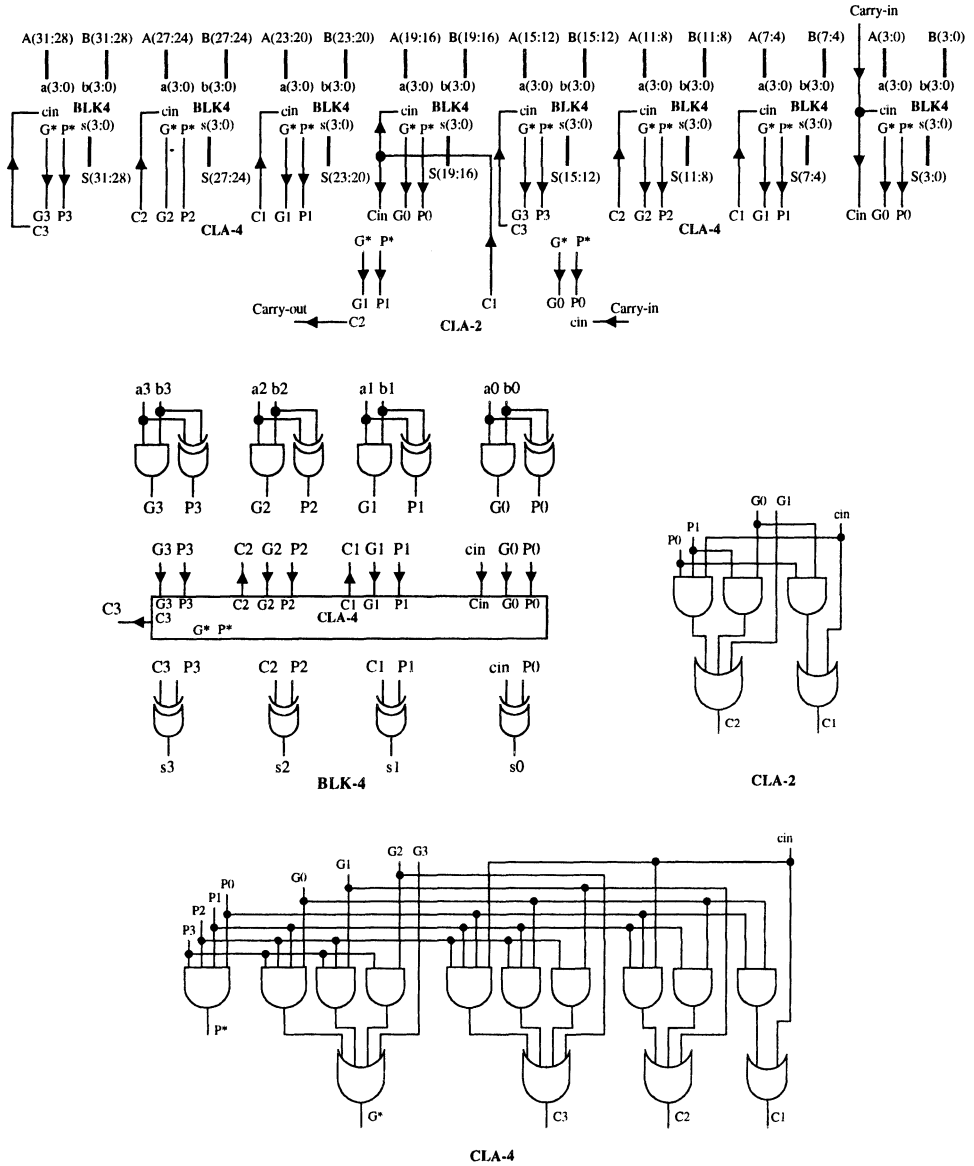 Carry-in
A(31:28) B(31:28) A(27:24) B(27:24) A(23:20) B(23:20) A(19:16) B(19:16) A(15:12) B(15:12) A(11:8) B(11:8) A(7:4) B(7:4) A(3:0) B(3:0)
a(3:0) b(3:0) a(3:0) b(3:0) a(3:0) b(3:0) a(3:0) b(3:0) a(3:0) b(3:0) a(3:0) b(3:0) a(3:0) b(3:0) a(3:0) b(3:0)
cin BLK4 cin BLK4 cin BLK4 cin BLK4 cin BLK4 cin BLK4 cin BLK4 cin BLK4
G* P* s(3:0) G* P* s(3:0) G* P* s(3:0) G* P* s(3:0) G* P* s(3:0) G* P* s(3:0) G* P* s(3:0) G* P* s(3:0)
S(31:28) S(27:24) S(23:20) S(19:16) S(15:12) S(11:8) S(7:4) S(3:0)
G3 P3 C2 G2 P2 C1 G1 P1 Cin G0 P0 G3 P3 C2 G2 P2 C1 G1 P1 Cin G0 P0
C3 CLA-4 C3 CLA-4
G* P* G* P*
G1 P1 C1 G0 P0
Carry-out C2 CLA-2 cin Carry-in
a3 b3 a2 b2 a1 b1 a0 b0
G3 P3 G2 P2 G1 P1 G0 P0
G3 P3 C2 G2 P2 C1 G1 P1 cin G0 P0
G3 P3 C2 G2 P2 C1 G1 P1 Cin G0 P0
C3 C3 CLA-4
G* P*
C3 P3 C2 P2 C1 P1 cin P0
s3 s2 s1 s0
BLK-4
G0 G1
cin
P1
P0
C2 C1
CLA-2
cin
G2 G3
G1
G0
P0
P1
P2
P3
P*
G* C3 C2 C1
CLA-4